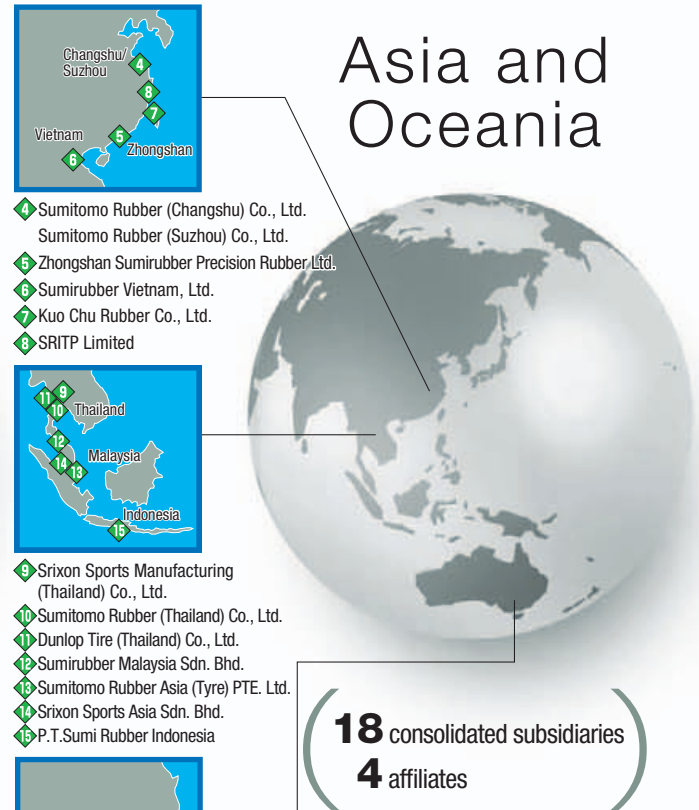 Asia and
Oceania
Changshu/
Suzhou
4
8
7
Vietnam
5
Zhongshan
6
4 Sumitomo Rubber (Changshu) Co., Ltd.
Sumitomo Rubber (Suzhou) Co., Ltd.
5 Zhongshan Sumirubber Precision Rubber Ltd.
6 Sumirubber Vietnam, Ltd.
7 Kuo Chu Rubber Co., Ltd.
8 SRITP Limited
11 9
10 Thailand
12
Malaysia
14 13
Indonesia
15
9 Srixon Sports Manufacturing
(Thailand) Co., Ltd.
10 Sumitomo Rubber (Thailand) Co., Ltd.
11 Dunlop Tire (Thailand) Co., Ltd.
12 Sumirubber Malaysia Sdn. Bhd.
13 Sumitomo Rubber Asia (Tyre) PTE. Ltd.
14 Srixon Sports Asia Sdn. Bhd.
15 P.T.Sumi Rubber Indonesia
18 consolidated subsidiaries
4 affiliates